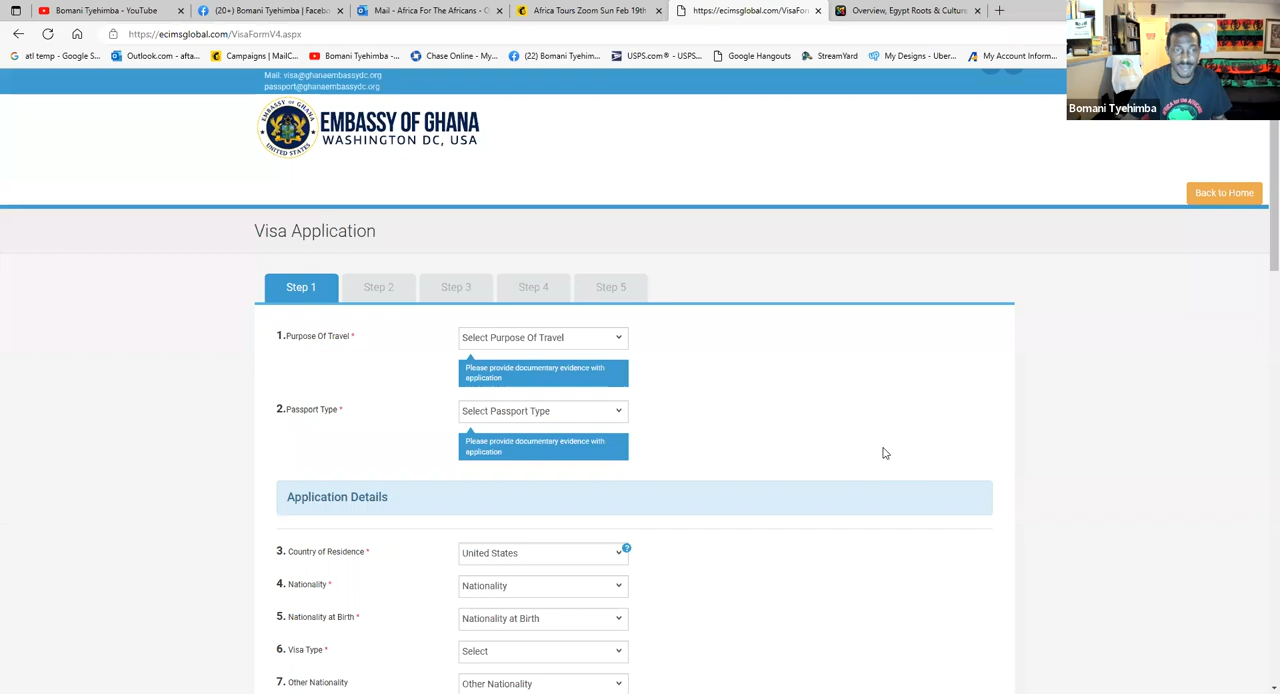 Bomani Tyehimba - YouTube
(20+) Bomani Tyehimba | Facebo
Mail - Africa For The Africans - O
Africa Tours Zoom Sun Feb 19th
https://ecimsglobal.com/VisaForm
Overview, Egypt Roots & Culture
https://ecimsglobal.com/VisaFormV4.aspx
atl temp - Google S...
Outlook.com - afta...
Campaigns | MailC...
Bomani Tyehimba -...
Chase Online - My...
(22) Bomani Tyehim...
USPS.com® - USPS...
Google Hangouts
StreamYard
My Designs - Uber...
My Account Inform...
Bomani Tyehimba
Mail: visa@ghanaembassydc.org
passport@ghanaembassydc.org
EMBASSY OF GHANA
UNITED STATES
EMBASSY OF GHANA
WASHINGTON DC, USA
Back to Home
Visa Application
Step 1
Step 2
Step 3
Step 4
Step 5
1.Purpose Of Travel *
Select Purpose Of Travel
Please provide documentary evidence with
application
2.Passport Type *
Select Passport Type
Please provide documentary evidence with
application
Application Details
3. Country of Residence *
United States
?
4. Nationality *
Nationality
5. Nationality at Birth *
Nationality at Birth
6. Visa Type *
Select
7. Other Nationality
Other Nationality